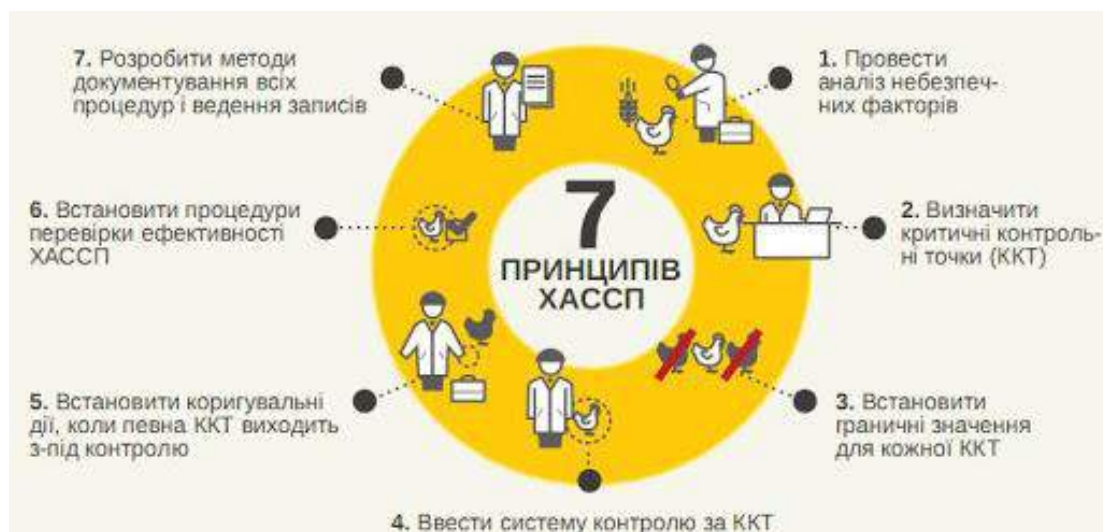 7
ПРИНЦИПІВ
ХАССП
1. Провести
аналіз небезпеч-
них факторів
2. Визначити
критичні контроль-
ні точки (ККТ)
3. Встановити
граничні значення
для кожної ККТ
4. Ввести систему контролю за ККТ
5. Встановити коригувальні
дії, коли певна ККТ виходить
з-під контролю
6. Встановити процедури
перевірки ефективності
ХАССП
7. Розробити методи
документування всіх
процедур і ведення записів